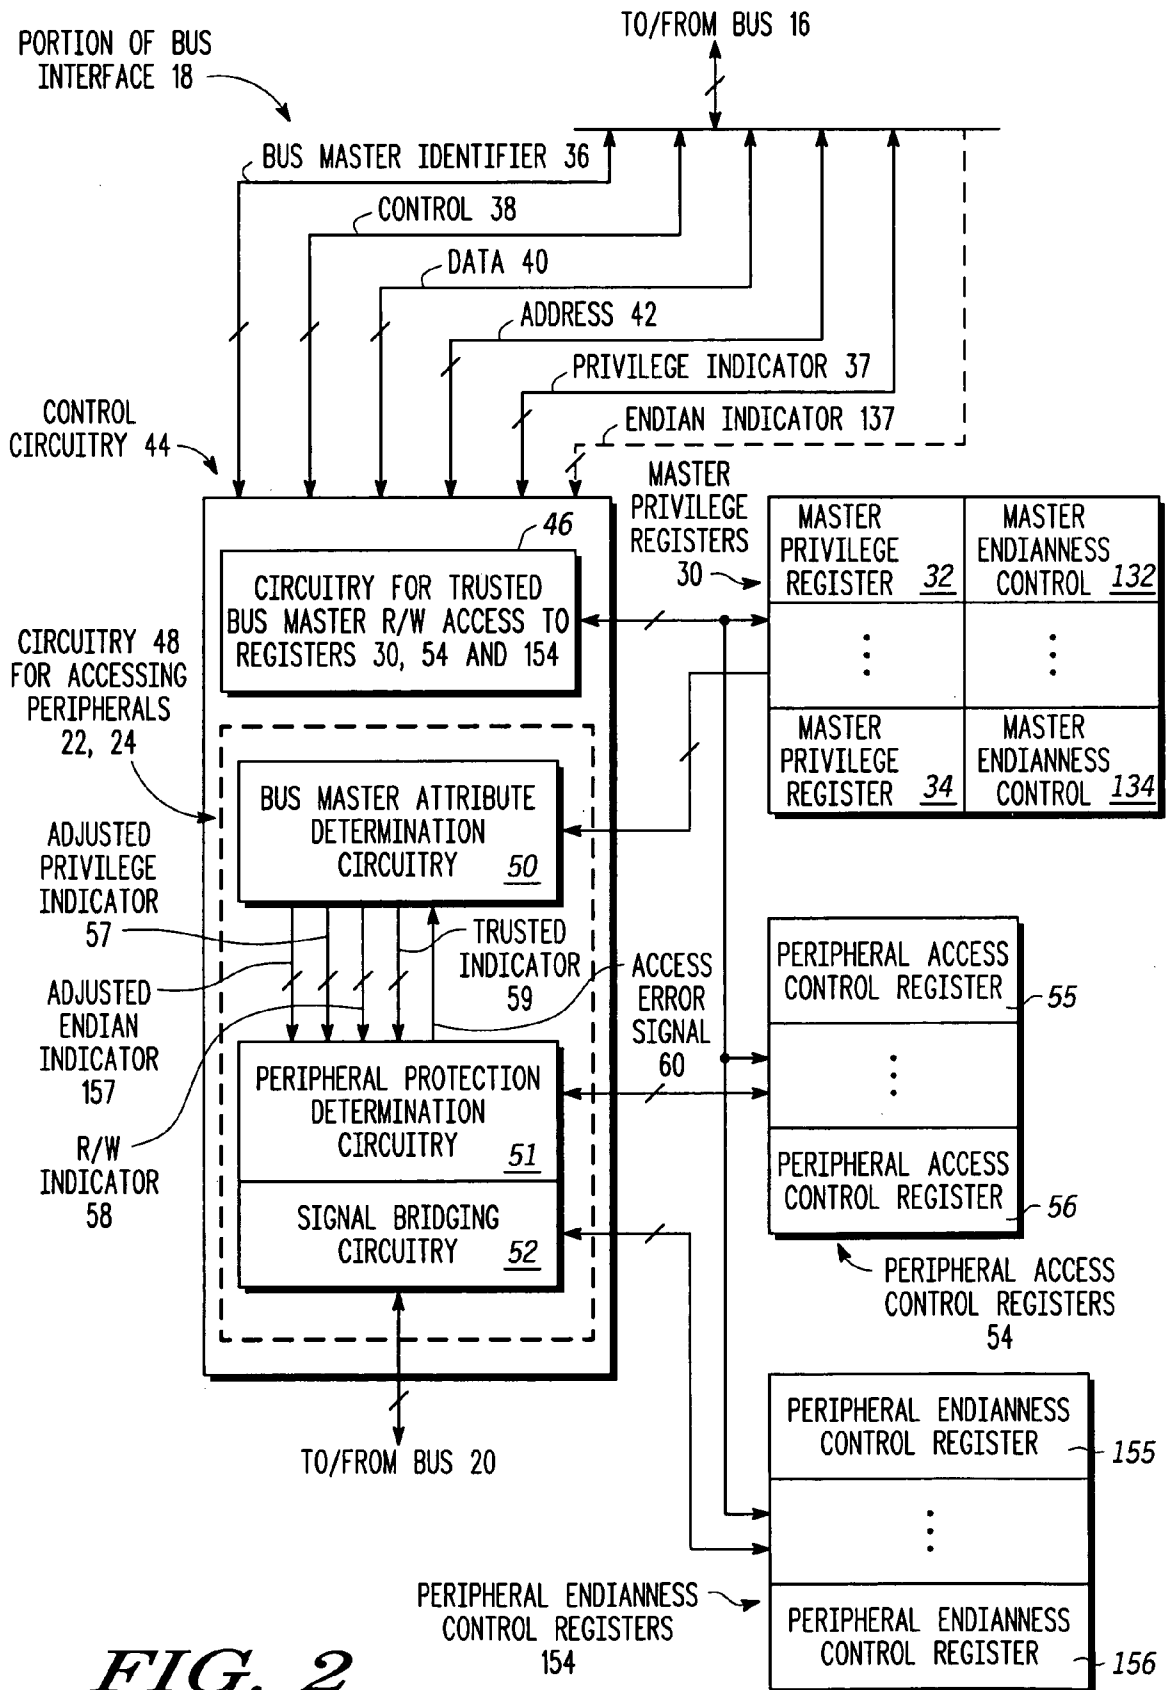 TO/FROM BUS 16
PORTION OF BUS
INTERFACE 18
BUS MASTER IDENTIFIER 36
CONTROL 38
DATA 40
ADDRESS 42
PRIVILEGE INDICATOR 37
ENDIAN INDICATOR 137
CONTROL
CIRCUITRY 44
46
CIRCUITRY FOR TRUSTED
BUS MASTER R/W ACCESS TO
REGISTERS 30, 54 AND 154
MASTER
PRIVILEGE
REGISTERS
30
MASTER
PRIVILEGE
REGISTER 32
MASTER
ENDIANNESS
CONTROL 132
MASTER
PRIVILEGE
REGISTER 34
MASTER
ENDIANNESS
CONTROL 134
CIRCUITRY 48
FOR ACCESSING
PERIPHERALS
22, 24
BUS MASTER ATTRIBUTE
DETERMINATION
CIRCUITRY 50
ADJUSTED
PRIVILEGE
INDICATOR
57
TRUSTED
INDICATOR
59
ACCESS
ERROR
SIGNAL
60
ADJUSTED
ENDIAN
INDICATOR
157
R/W
INDICATOR
58
PERIPHERAL PROTECTION
DETERMINATION
CIRCUITRY 51
SIGNAL BRIDGING
CIRCUITRY 52
PERIPHERAL ACCESS
CONTROL REGISTER 55
PERIPHERAL ACCESS
CONTROL REGISTER 56
PERIPHERAL ACCESS
CONTROL REGISTERS
54
TO/FROM BUS 20
PERIPHERAL ENDIANNESS
CONTROL REGISTER 155
PERIPHERAL ENDIANNESS
CONTROL REGISTER 156
PERIPHERAL ENDIANNESS
CONTROL REGISTERS
154
FIG. 2